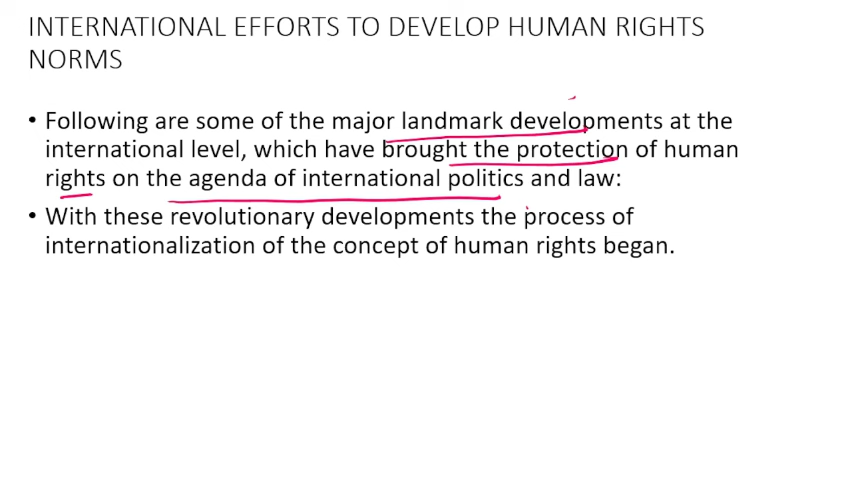 INTERNATIONAL EFFORTS TO DEVELOP HUMAN RIGHTS
NORMS
• Following are some of the major landmark developments at the
international level, which have brought the protection of human
rights on the agenda of international politics and law:
• With these revolutionary developments the process of
internationalization of the concept of human rights began.